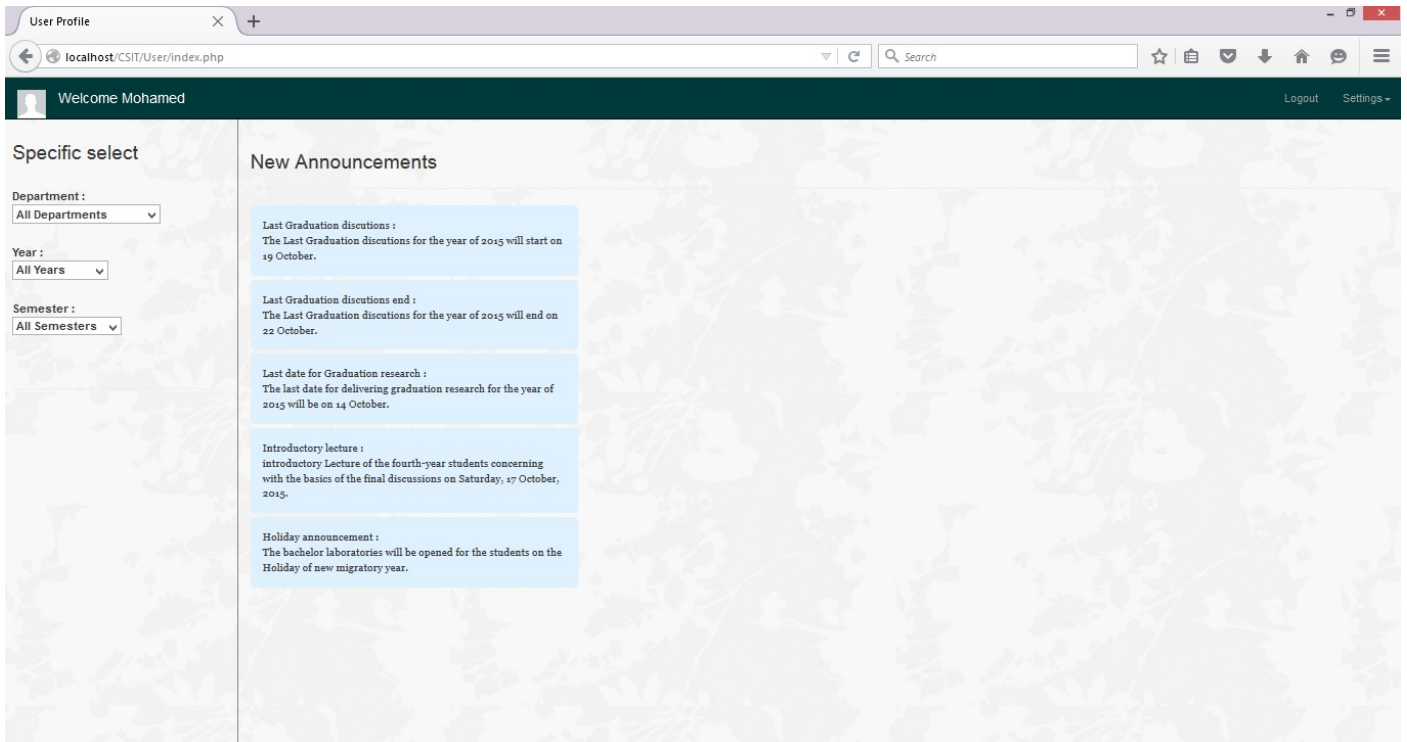 User Profile
localhost/CSIT/User/index.php
Search
Welcome Mohamed
Logout
Settings
Specific select
Department :
All Departments
Year :
All Years
Semester :
All Semesters
New Announcements
Last Graduation discutions :
The Last Graduation discutions for the year of 2015 will start on
19 October.
Last Graduation discutions end :
The Last Graduation discutions for the year of 2015 will end on
22 October.
Last date for Graduation research :
The last date for delivering graduation research for the year of
2015 will be on 14 October.
Introductory lecture :
introductory Lecture of the fourth-year students concerning
with the basics of the final discussions on Saturday, 17 October,
2015.
Holiday announcement :
The bachelor laboratories will be opened for the students on the
Holiday of new migratory year.